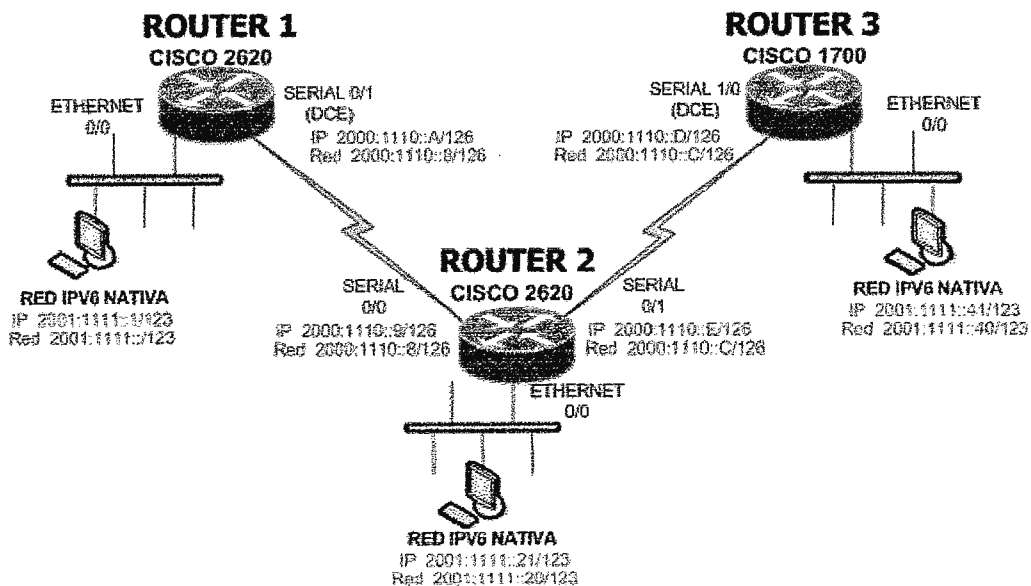 ROUTER 1
CISCO 2620
ETHERNET
0/0
SERIAL 0/1
(DCE)
IP 2000:1110::A/126
Red 2000:1110::8/126
RED IPV6 NATIVA
IP 2001:1111::1/123
Red 2001:1111::/123
ROUTER 3
CISCO 1700
SERIAL 1/0
(DCE)
IP 2000:1110::D/126
Red 2000:1110::C/126
ETHERNET
0/0
RED IPV6 NATIVA
IP 2001:1111::41/123
Red 2001:1111::40/123
ROUTER 2
CISCO 2620
SERIAL
0/0
IP 2000:1110::9/126
Red 2000:1110::8/126
SERIAL
0/1
IP 2000:1110::E/126
Red 2000:1110::C/126
ETHERNET
0/0
RED IPV6 NATIVA
IP 2001:1111::21/123
Red 2001:1111::20/123